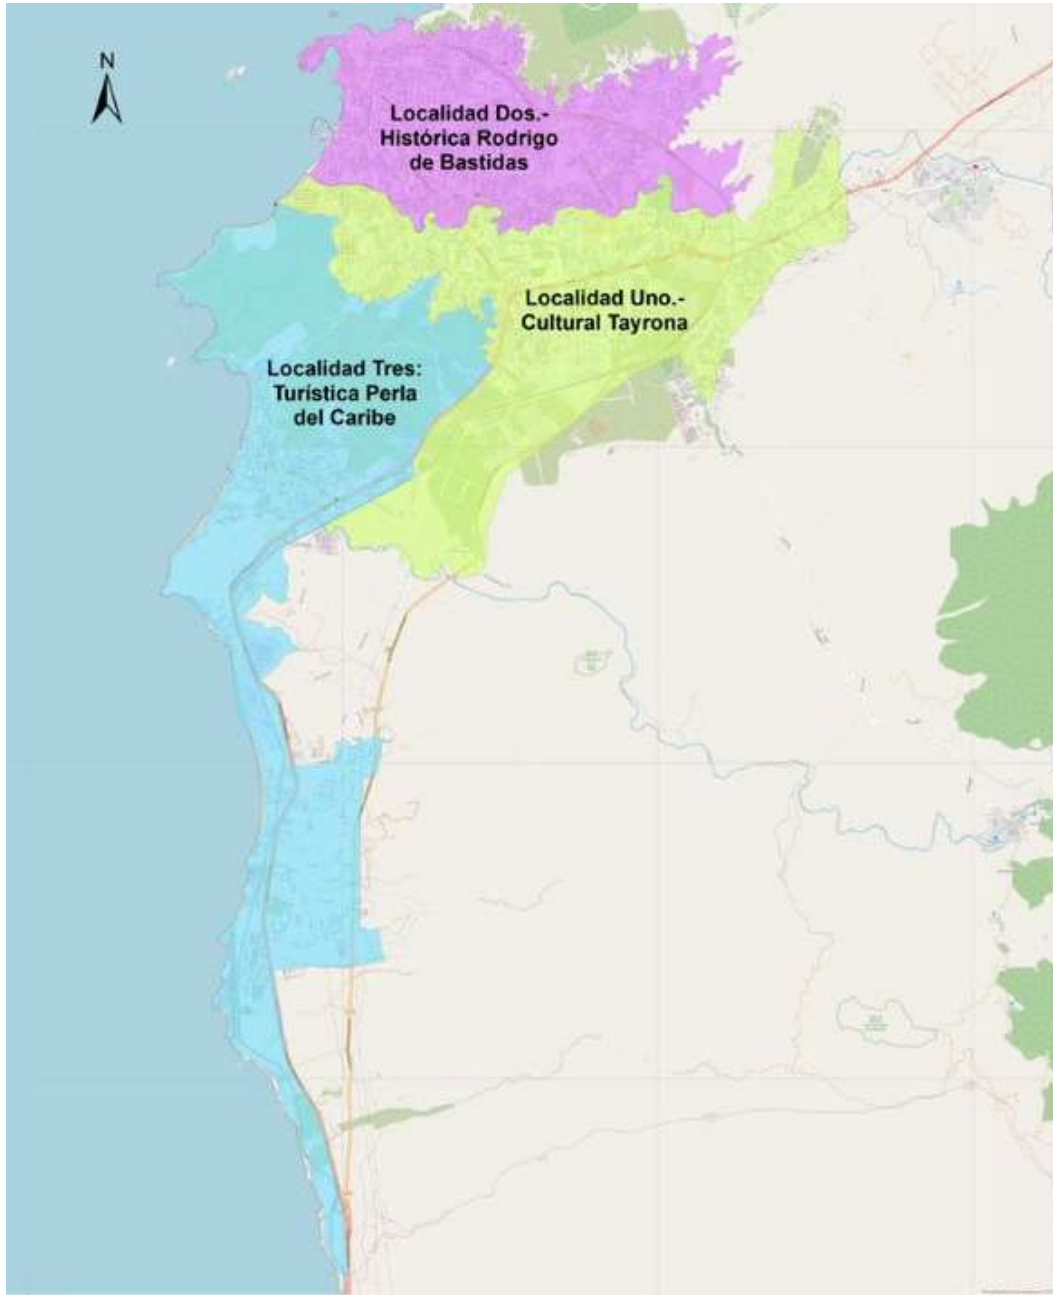 N
Localidad Dos.-
Histórica Rodrigo
de Bastidas
Localidad Uno.-
Cultural Tayrona
Localidad Tres:
Turística Perla
del Caribe